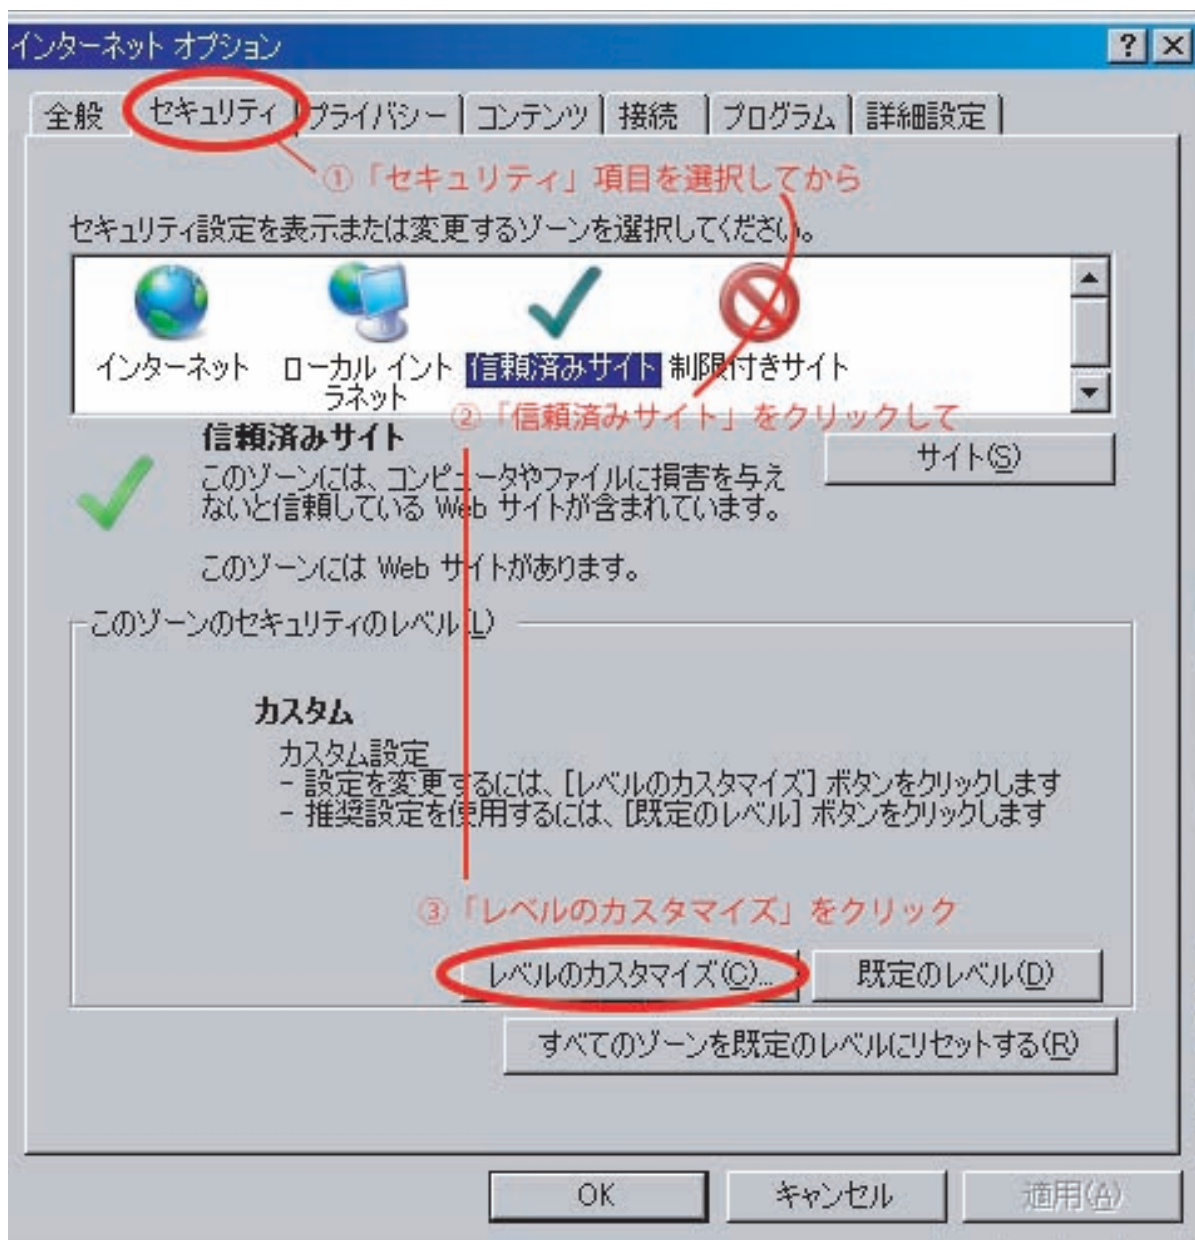 インターネット オプション
全般 セキュリティ プライバシー コンテンツ 接続 プログラム 詳細設定
①「セキュリティ」項目を選択してから
セキュリティ設定を表示または変更するゾーンを選択してください。
インターネット
ローカル イント
ラネット
信頼済みサイト
制限付きサイト
②「信頼済みサイト」をクリックして
信頼済みサイト
サイト(S)
このゾーンには、コンピュータやファイルに損害を与え
ないと信頼している Web サイトが含まれています。
このゾーンには Web サイトがあります。
このゾーンのセキュリティのレベル(L)
カスタム
カスタム設定
- 設定を変更するには、[レベルのカスタマイズ] ボタンをクリックします
- 推奨設定を使用するには、[既定のレベル] ボタンをクリックします
③「レベルのカスタマイズ」をクリック
レベルのカスタマイズ(C)... 既定のレベル(D)
すべてのゾーンを既定のレベルにリセットする(R)
OK キャンセル 適用(A)